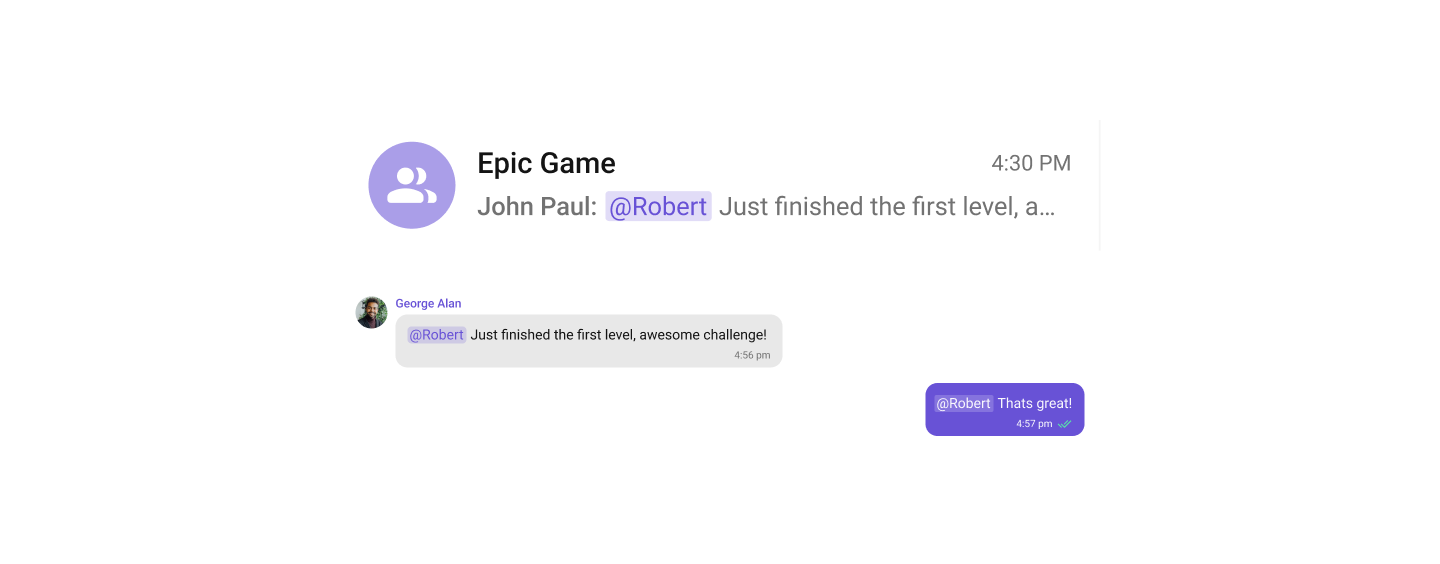 Epic Game 4:30 PM
John Paul: @Robert Just finished the first level, a...
George Alan
@Robert Just finished the first level, awesome challenge!
4:56 pm
@Robert Thats great!
4:57 pm